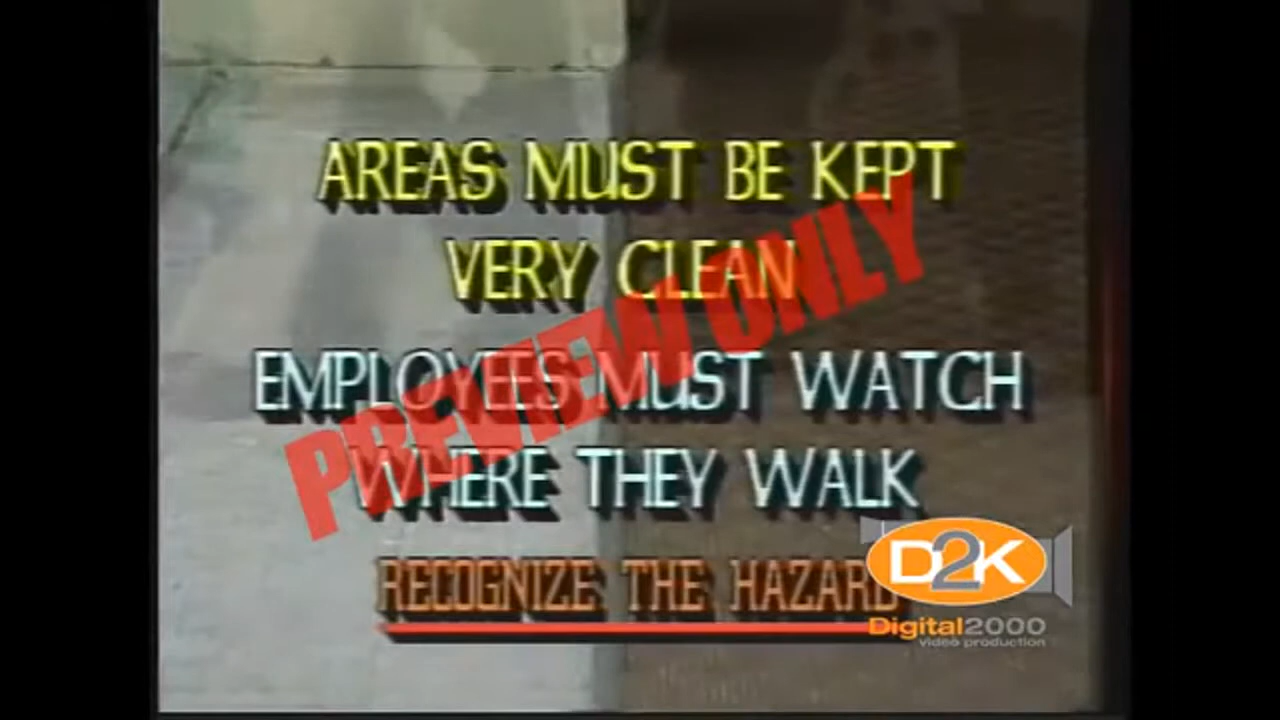 AREAS MUST BE KEPT
VERY CLEAN
EMPLOYEES MUST WATCH
WHERE THEY WALK
RECOGNIZE THE HAZARD
PREVIEW ONLY
D2K
Digital2000
video production